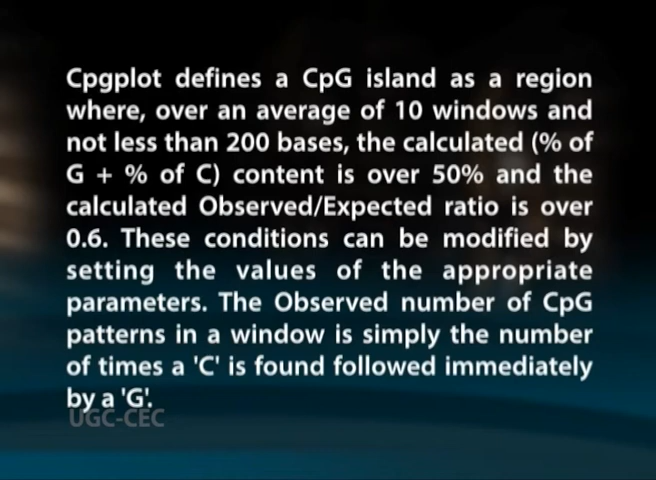 Cpgplot defines a CpG island as a region
where, over an average of 10 windows and
not less than 200 bases, the calculated (% of
G + % of C) content is over 50% and the
calculated Observed/Expected ratio is over
0.6. These conditions can be modified by
setting the values of the appropriate
parameters. The Observed number of CpG
patterns in a window is simply the number
of times a 'C' is found followed immediately
by a 'G'.
UGC-CEC